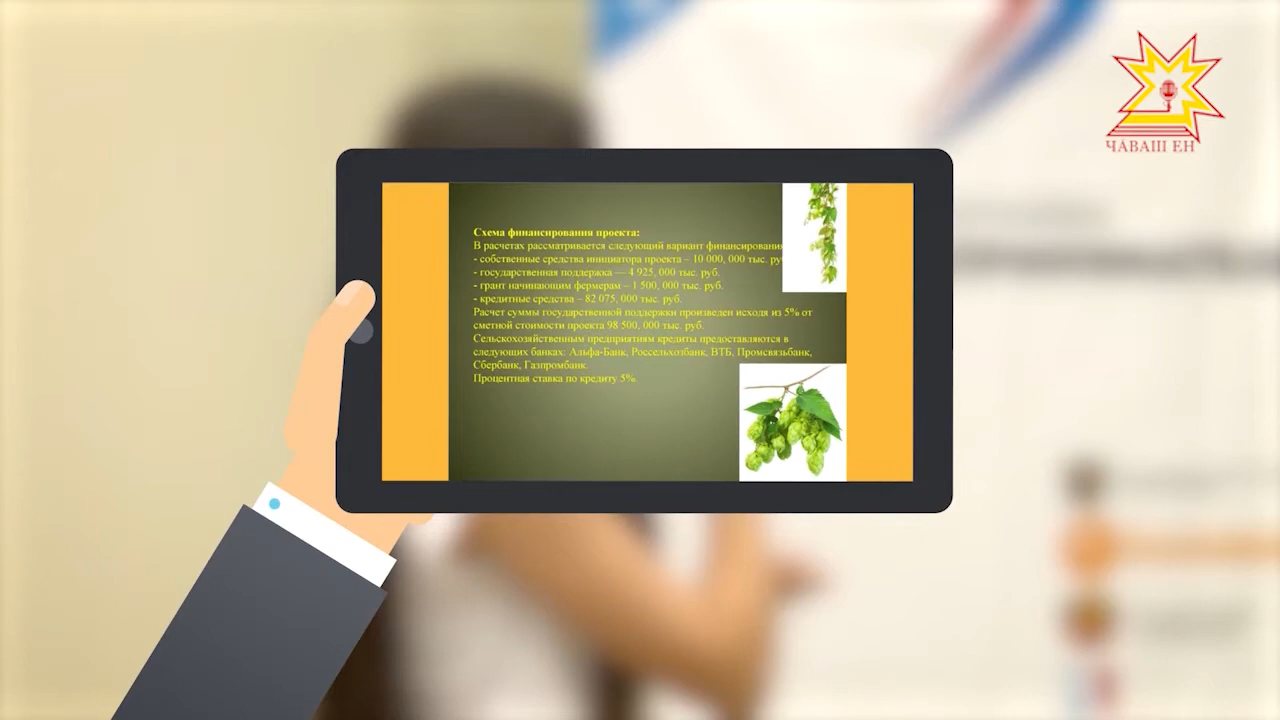 ЧӐВАШ ЕН
Схема финансирования проекта:
В расчетах рассматривается следующий вариант финансирования
- собственные средства инициатора проекта – 10 000, 000 тыс. ру
- государственная поддержка — 4 925, 000 тыс. руб.
- грант начинающим фермерам – 1 500, 000 тыс. руб.
- кредитные средства – 82 075, 000 тыс. руб.
Расчет суммы государственной поддержки произведен исходя из 5% от
сметной стоимости проекта 98 500, 000 тыс. руб.
Сельскохозяйственным предприятиям кредиты предоставляются в
следующих банках: Альфа-Банк, Россельхозбанк, ВТБ, Промсвязьбанк,
Сбербанк, Газпромбанк.
Процентная ставка по кредиту 5%.